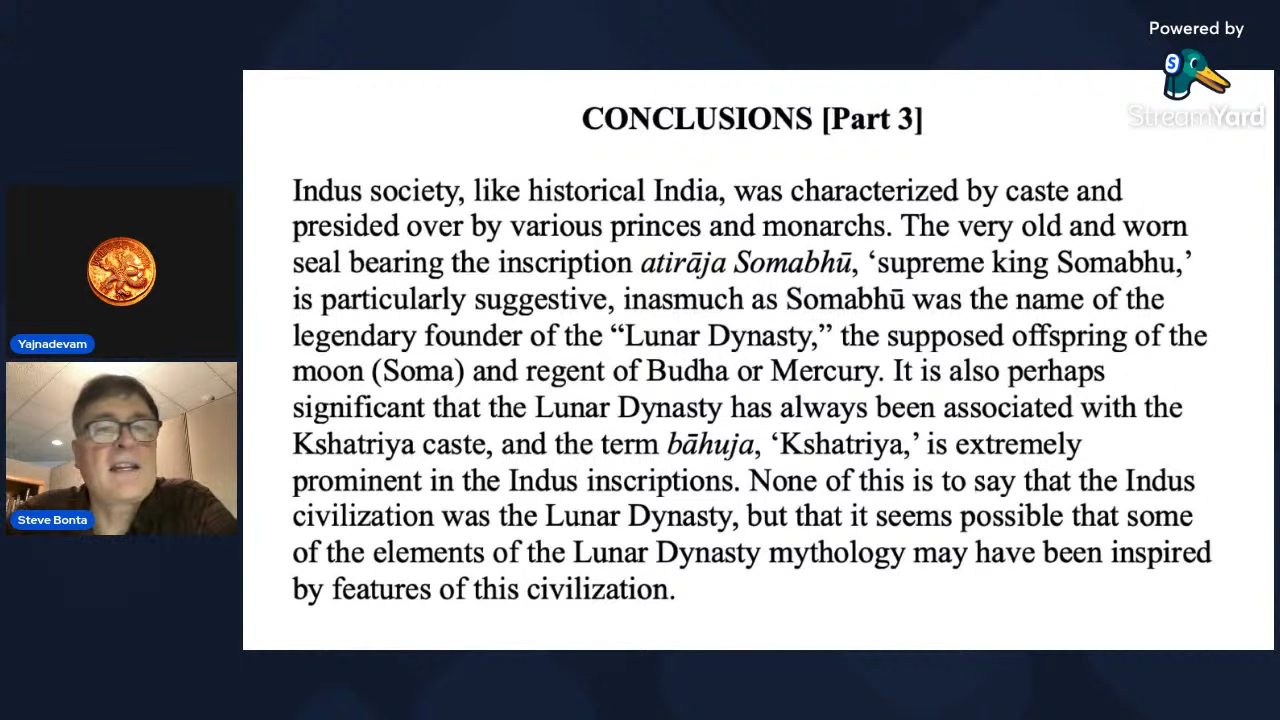 Powered by
S
StreamYard
CONCLUSIONS [Part 3]
Indus society, like historical India, was characterized by caste and
presided over by various princes and monarchs. The very old and worn
seal bearing the inscription atirāja Somabhū, ‘supreme king Somabhu,’
is particularly suggestive, inasmuch as Somabhū was the name of the
legendary founder of the “Lunar Dynasty,” the supposed offspring of the
moon (Soma) and regent of Budha or Mercury. It is also perhaps
significant that the Lunar Dynasty has always been associated with the
Kshatriya caste, and the term bāhuja, ‘Kshatriya,’ is extremely
prominent in the Indus inscriptions. None of this is to say that the Indus
civilization was the Lunar Dynasty, but that it seems possible that some
of the elements of the Lunar Dynasty mythology may have been inspired
by features of this civilization.
Yajnadevam
Steve Bonta